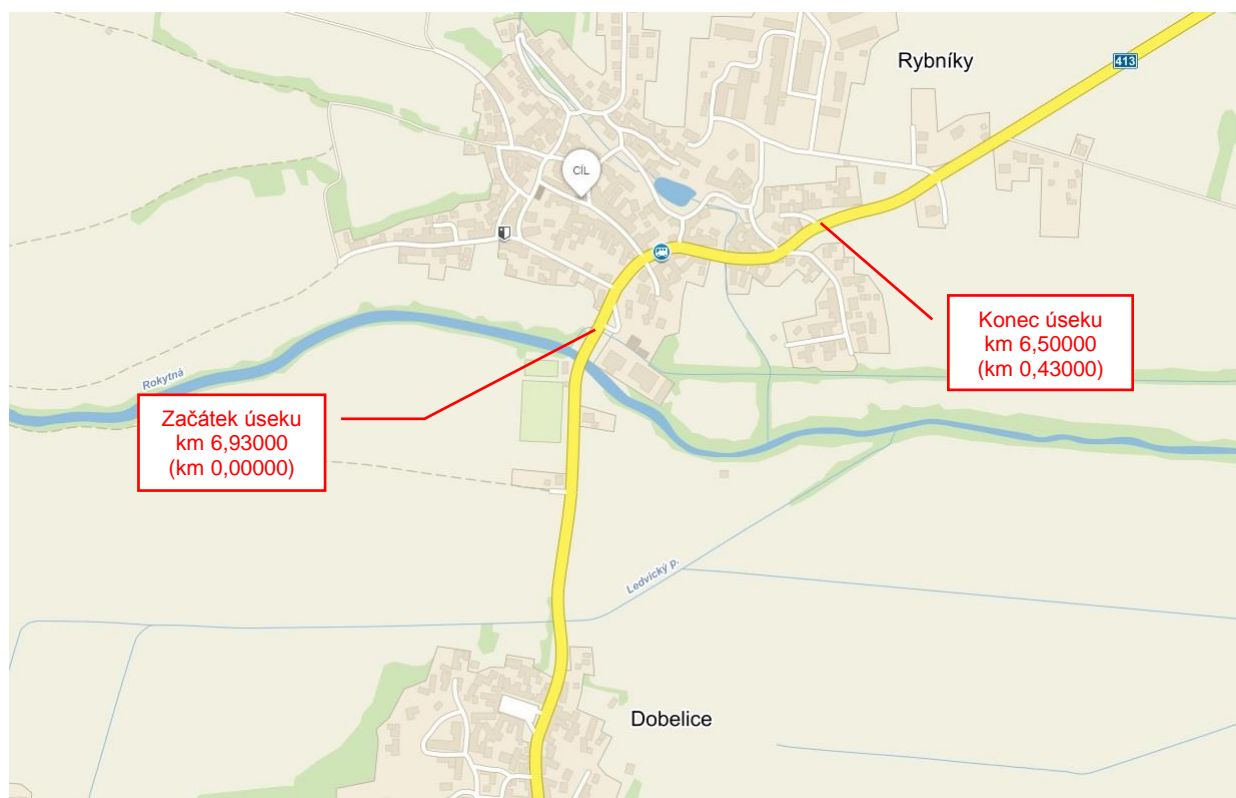 Rybníky
413
CÍL
Konec úseku
km 6,50000
(km 0,43000)
Rokytná
Začátek úseku
km 6,93000
(km 0,00000)
Ledvický p.
Dobelice